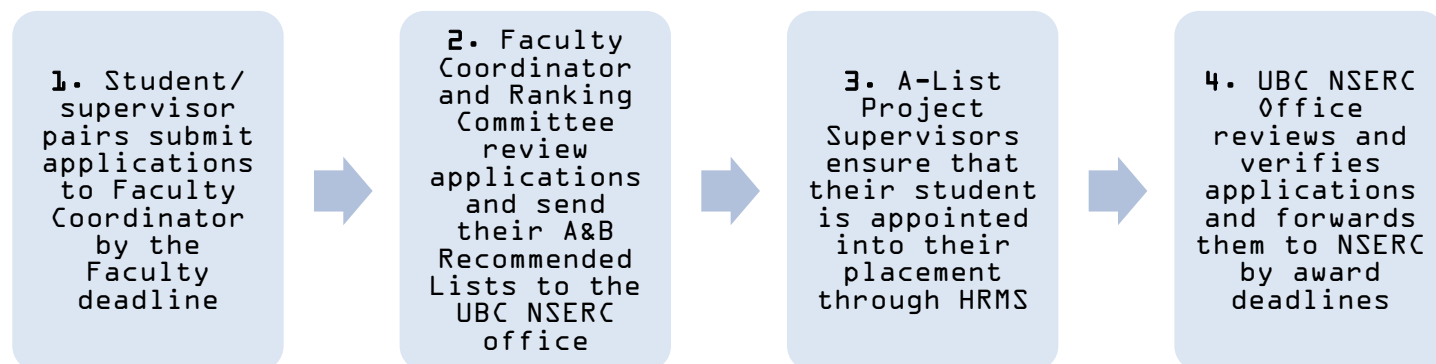 1. Student/
supervisor
pairs submit
applications
to Faculty
Coordinator
by the
Faculty
deadline
2. Faculty
Coordinator
and Ranking
Committee
review
applications
and send
their A&B
Recommended
Lists to the
UBC NSERC
office
3. A-List
Project
Supervisors
ensure that
their student
is appointed
into their
placement
through HRMS
4. UBC NSERC
Office
reviews and
verifies
applications
and forwards
them to NSERC
by award
deadlines